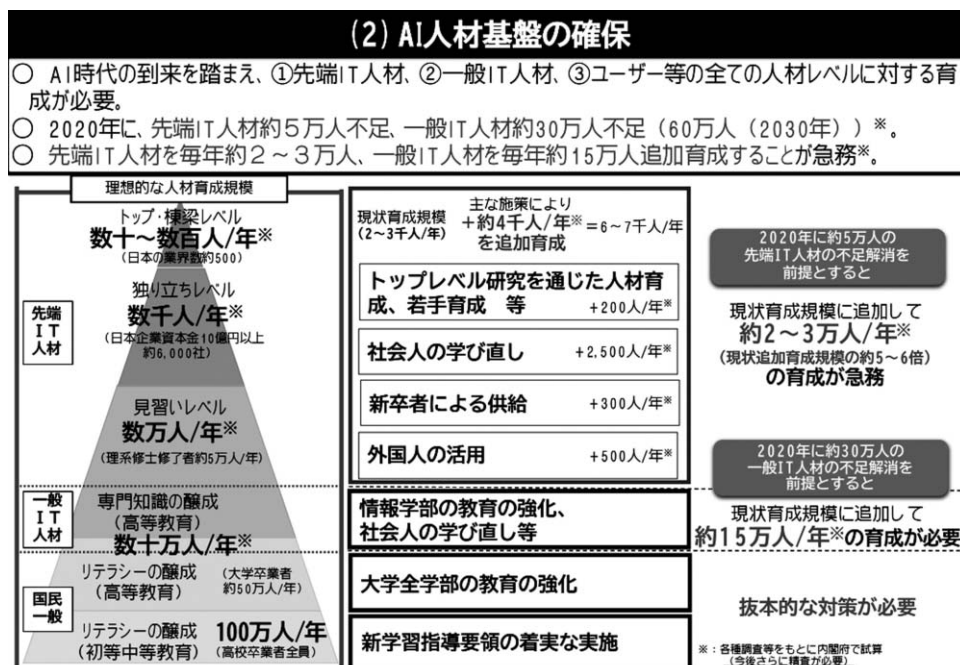 (2) AI人材基盤の確保
○ AI時代の到来を踏まえ、①先端IT人材、②一般IT人材、③ユーザー等の全ての人材レベルに対する育
成が必要。
○ 2020年に、先端IT人材約5万人不足、一般IT人材約30万人不足（60万人（2030年））※。
○ 先端IT人材を毎年約2～3万人、一般IT人材を毎年約15万人追加育成することが急務※。
理想的な人材育成規模
トップ・棟梁レベル
数十～数百人/年※
(日本の業界数約500)
先端
IT
人材
独り立ちレベル
数千人/年※
(日本企業資本金10億円以上
約6,000社)
見習いレベル
数万人/年※
(理系修士修了者約5万人/年)
一般
IT
人材
専門知識の醸成
(高等教育)
数十万人/年※
国民
一般
リテラシーの醸成
(高等教育)
(大学卒業者
約50万人/年)
リテラシーの醸成
(初等中等教育)
100万人/年
(高校卒業者全員)
現状育成規模
(2～3千人/年)
主な施策により
+約4千人/年※
を追加育成
=6～7千人/年
トップレベル研究を通じた人材育
成、若手育成 等
+200人/年※
社会人の学び直し
+2,500人/年※
新卒者による供給
+300人/年※
外国人の活用
+500人/年※
情報学部の教育の強化、
社会人の学び直し等
大学全学部の教育の強化
新学習指導要領の着実な実施
2020年に約5万人の
先端IT人材の不足解消を
前提とすると
現状育成規模に追加して
約2～3万人/年※
(現状追加育成規模の約5～6倍)
の育成が急務
2020年に約30万人の
一般IT人材の不足解消を
前提とすると
現状育成規模に追加して
約15万人/年※の育成が必要
抜本的な対策が必要
※：各種調査等をもとに内閣府で試算
(今後さらに精査が必要)